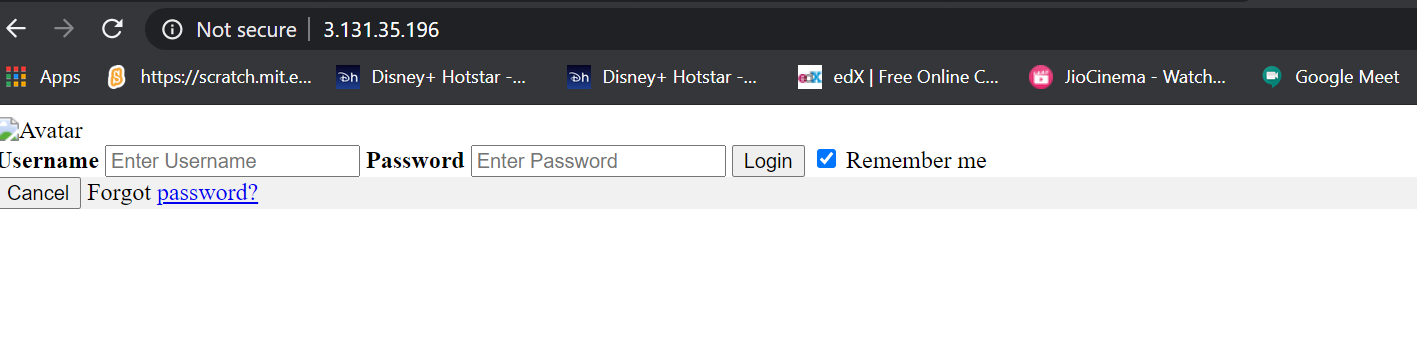 Not secure 3.131.35.196
Apps https://scratch.mit.e... Disney+ Hotstar -... Disney+ Hotstar -... edX | Free Online C... JioCinema - Watch... Google Meet
Avatar
Username Enter Username Password Enter Password Login Remember me
Cancel Forgot password?